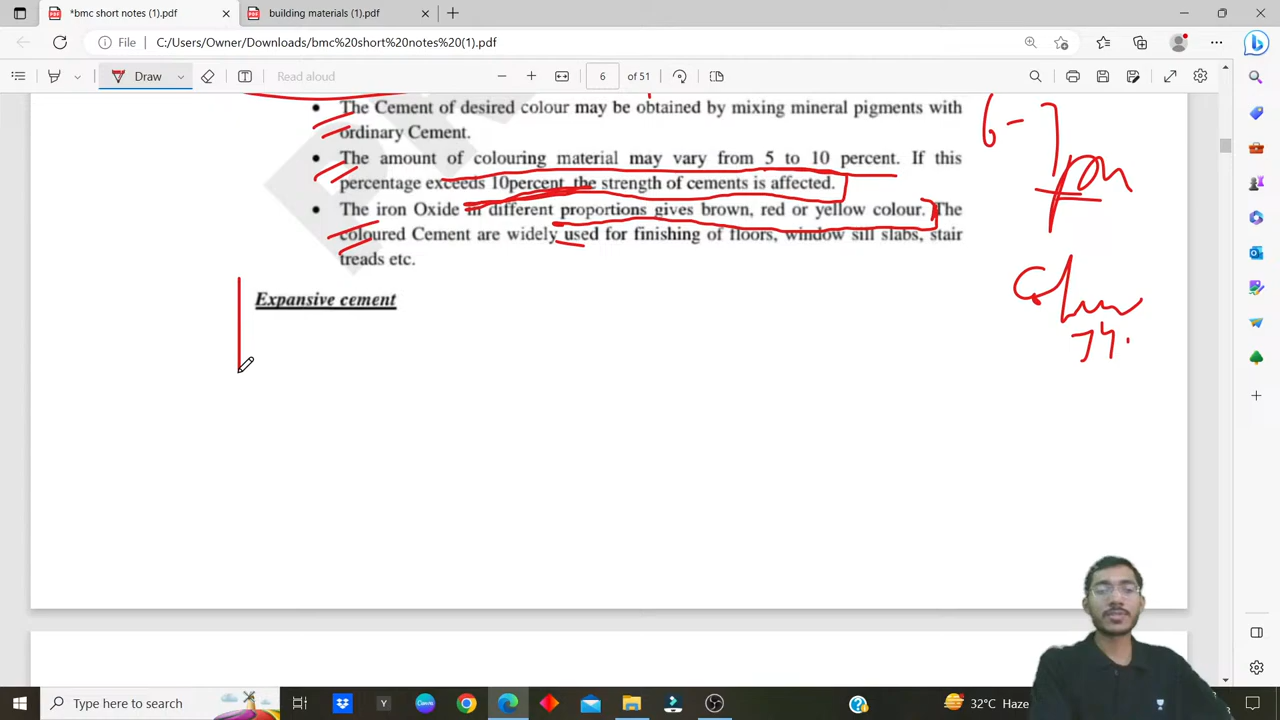 *bmc short notes (1).pdf
building materials (1).pdf
File
C:/Users/Owner/Downloads/bmc%20short%20notes%20(1).pdf
Draw
Read aloud
6
of 51
The Cement of desired colour may be obtained by mixing mineral pigments with
ordinary Cement.
The amount of colouring material may vary from 5 to 10 percent. If this
percentage exceeds 10percent, the strength of cements is affected.
The iron Oxide in different proportions gives brown, red or yellow colour. The
coloured Cement are widely used for finishing of floors, window sill slabs, stair
treads etc.
Expansive cement
6-7
pm
Type here to search
32°C Haze